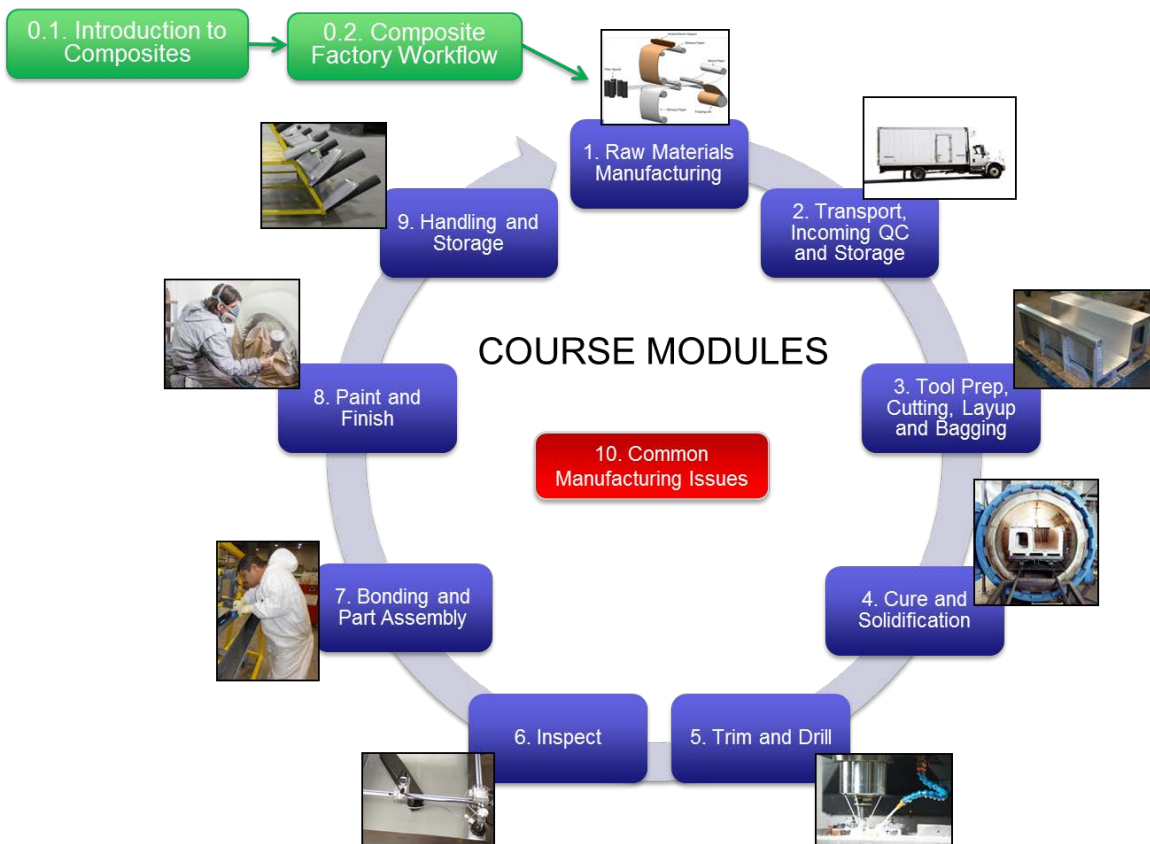 0.1. Introduction to
Composites
0.2. Composite
Factory Workflow
1. Raw Materials
Manufacturing
2. Transport,
Incoming QC
and Storage
3. Tool Prep,
Cutting, Layup
and Bagging
4. Cure and
Solidification
5. Trim and Drill
6. Inspect
7. Bonding and
Part Assembly
8. Paint and
Finish
9. Handling and
Storage
COURSE MODULES
10. Common
Manufacturing Issues